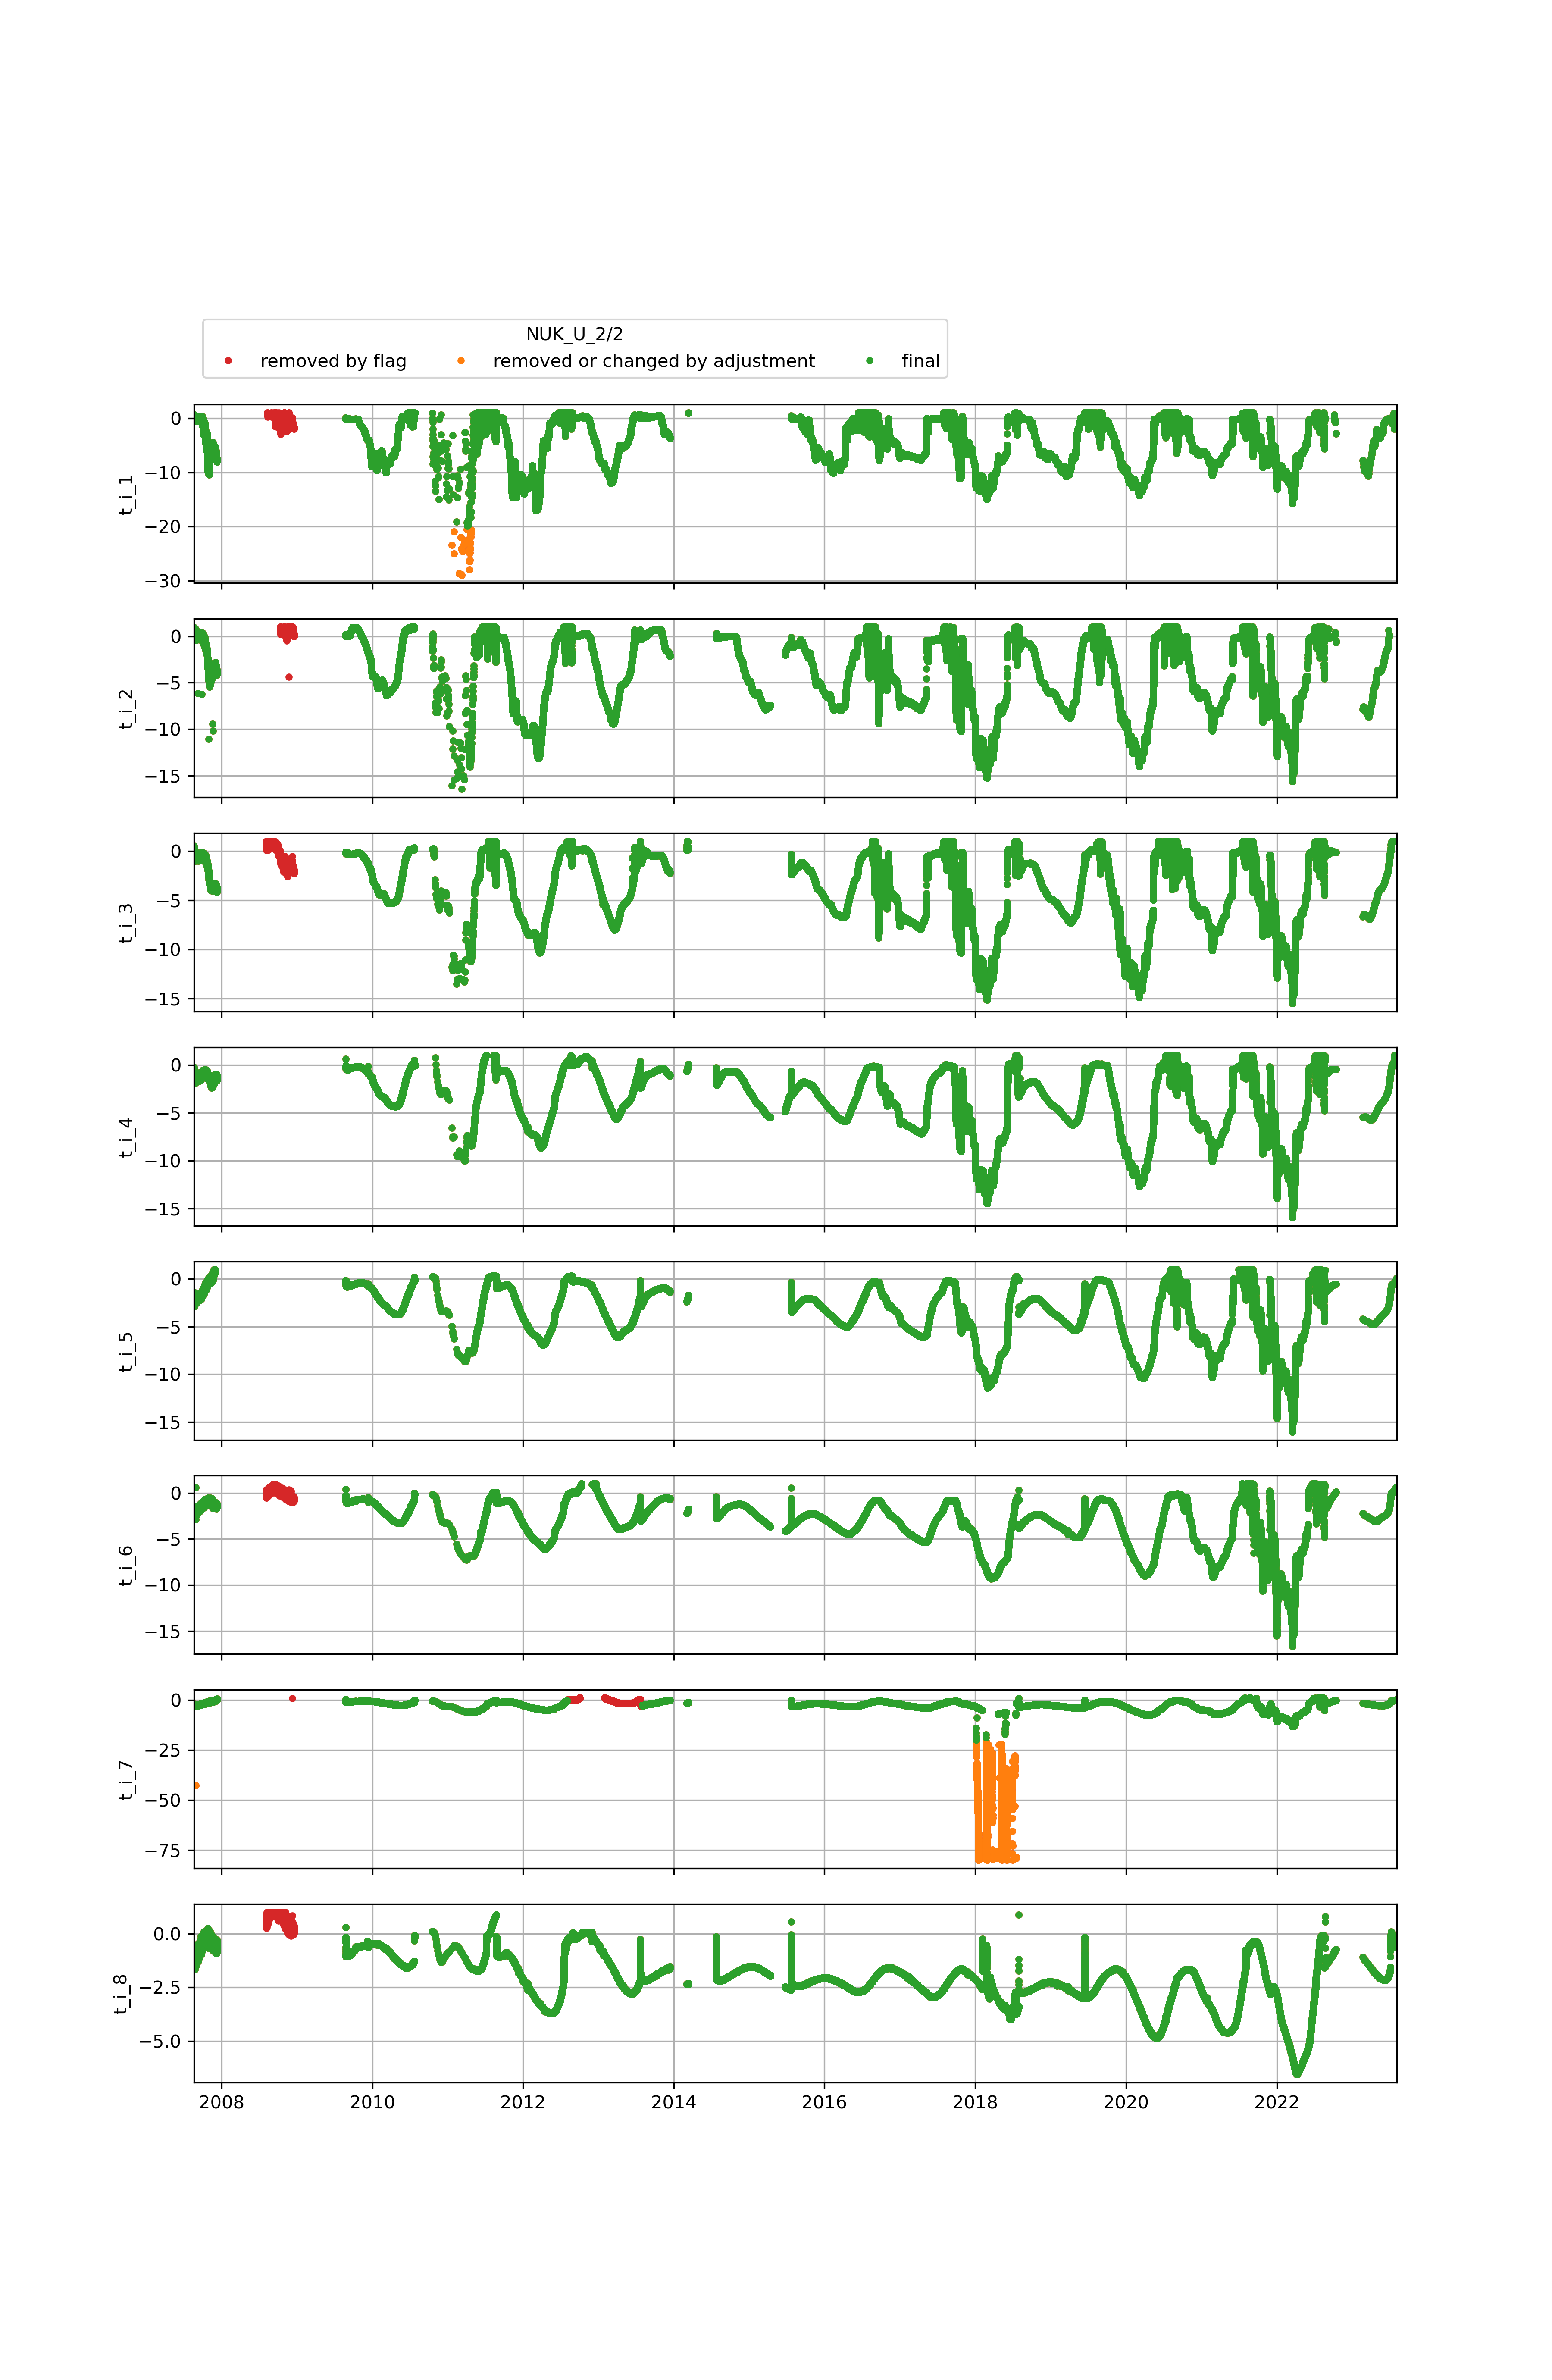 NUK_U_2/2
removed by flag removed or changed by adjustment final
0
−10
−20
−30
t_i_1
0
−5
−10
−15
t_i_2
0
−5
−10
−15
t_i_3
0
−5
−10
−15
t_i_4
0
−5
−10
−15
t_i_5
0
−5
−10
−15
t_i_6
0
−25
−50
−75
t_i_7
0.0
−2.5
−5.0
t_i_8
2008 2010 2012 2014 2016 2018 2020 2022